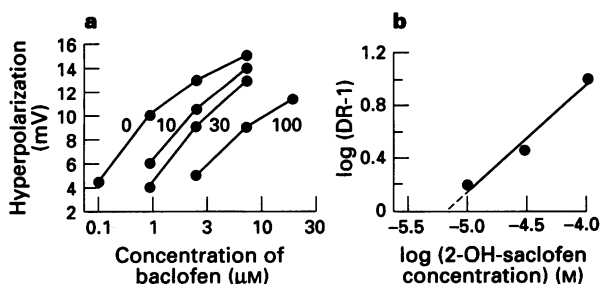 a
Hyperpolarization
(mV)
16
14
12
10
8
6
4
2
0
10
30
100
0.1
1
3
10
30
Concentration of
baclofen (μM)
b
log (DR-1)
1.2
0.8
0.4
0
-5.5
-5.0
-4.5
-4.0
log (2-OH-saclofen
concentration) (M)